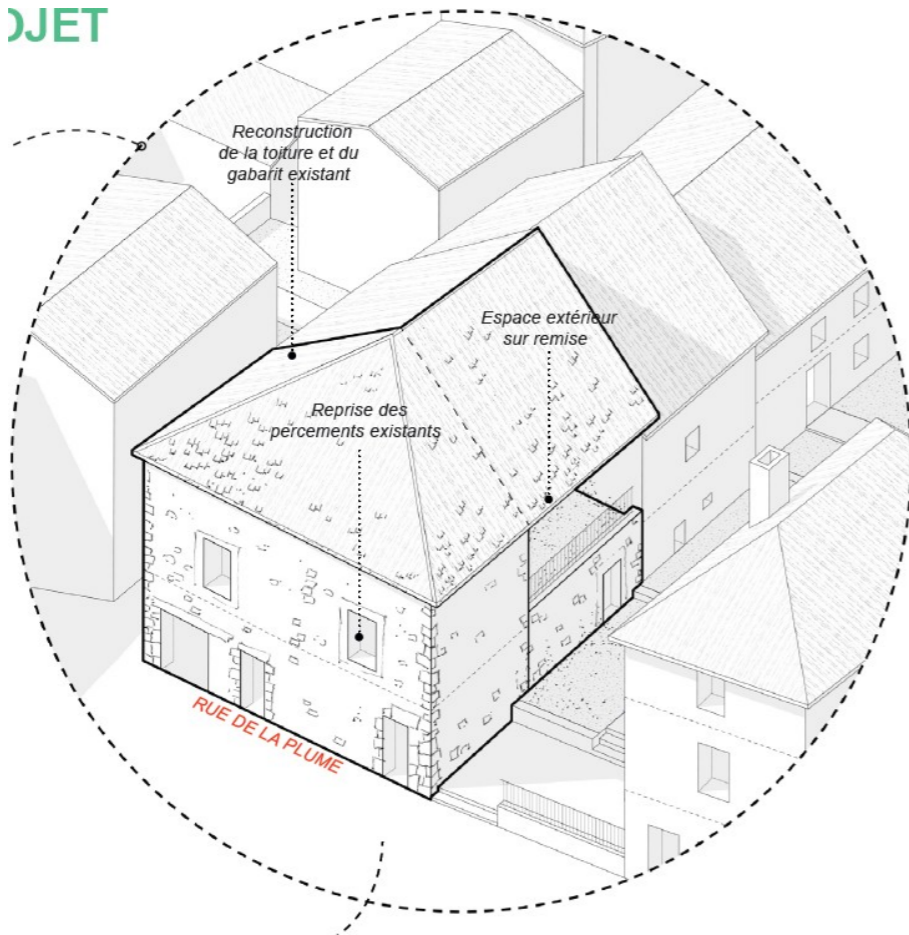 OJET
Reconstruction
de la toiture et du
gabarit existant
Espace extérieur
sur remise
Reprise des
percements existants
RUE DE LA PLUME